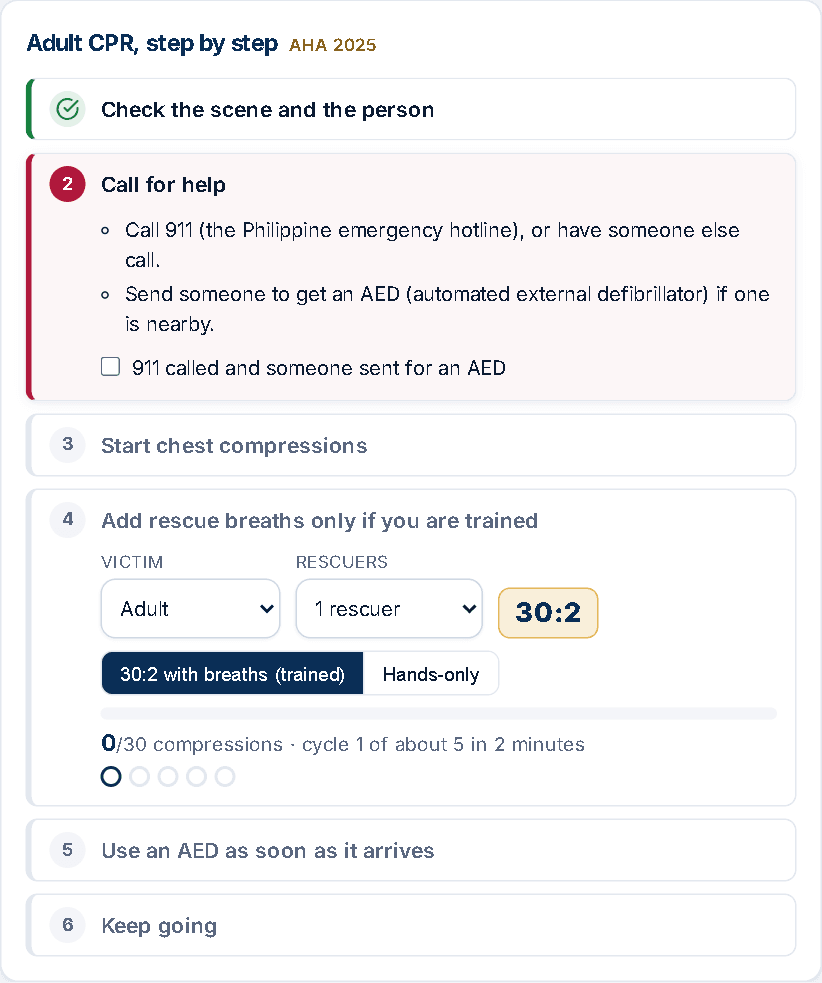 Adult CPR, step by step AHA 2025
Check the scene and the person
2 Call for help
Call 911 (the Philippine emergency hotline), or have someone else
call.
Send someone to get an AED (automated external defibrillator) if one
is nearby.
911 called and someone sent for an AED
3 Start chest compressions
4 Add rescue breaths only if you are trained
VICTIM RESCUERS
Adult 1 rescuer 30:2
30:2 with breaths (trained) Hands-only
0/30 compressions · cycle 1 of about 5 in 2 minutes
5 Use an AED as soon as it arrives
6 Keep going